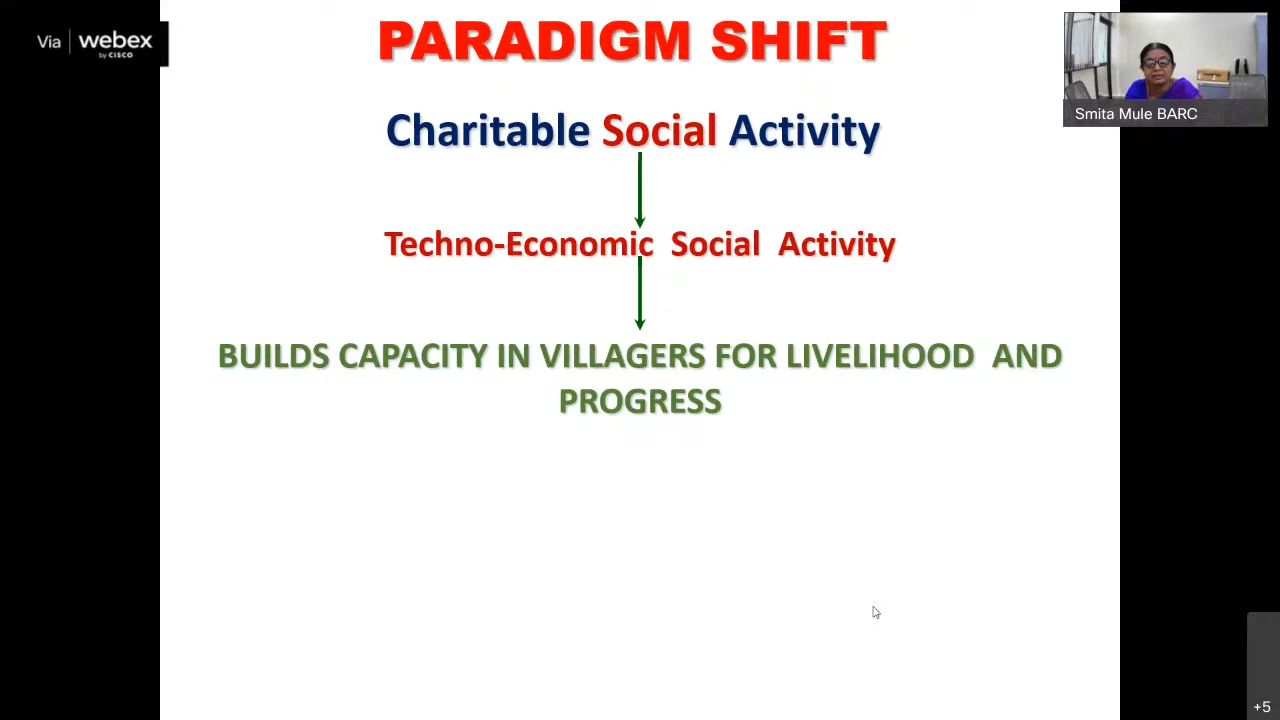 Via webex
by CISCO
PARADIGM SHIFT
Smita Mule BARC
Charitable Social Activity
Techno-Economic Social Activity
BUILDS CAPACITY IN VILLAGERS FOR LIVELIHOOD AND
PROGRESS
+5